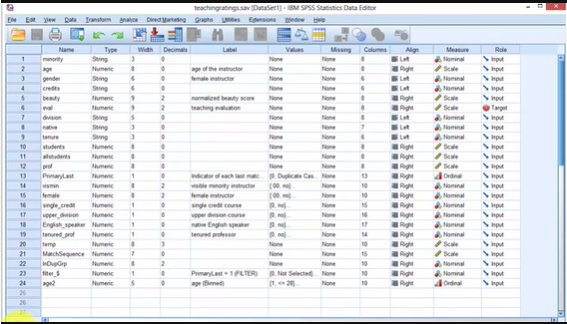 teachingratings.sav [DataSet1] - IBM SPSS Statistics Data Editor
File Edit View Data Transform Analyze Direct Marketing Graphs Utilities Extensions Window Help
Name Type Width Decimals Label Values Missing Columns Align Measure Role
1 minority String 3 0 None None 8 Left Nominal Input
2 age Numeric 8 0 age of the instructor None None 8 Right Scale Input
3 gender String 6 0 female instructor None None 6 Left Nominal Input
4 credits String 6 0 None None 6 Left Nominal Input
5 beauty Numeric 9 2 normalized beauty score None None 8 Right Scale Input
6 eval Numeric 9 2 teaching evaluation None None 8 Right Scale Target
7 division String 5 0 None None 8 Left Nominal Input
8 native String 3 0 None None 7 Left Nominal Input
9 tenure String 3 0 None None 6 Left Nominal Input
10 students Numeric 8 0 None None 8 Right Scale Input
11 allstudents Numeric 8 0 None None 8 Right Scale Input
12 prof Numeric 8 0 None None 8 Right Scale Input
13 PrimaryLast Numeric 1 0 Indicator of each last matc... {0, Duplicate Cas... None 13 Right Ordinal Input
14 vismin Numeric 8 2 visible minority instructor {.00, no}... None 10 Right Nominal Input
15 female Numeric 8 2 female instructor {.00, no}... None 10 Right Nominal Input
16 single_credit Numeric 1 0 single credit course {0, no}... None 15 Right Nominal Input
17 upper_division Numeric 1 0 upper division course {0, no}... None 16 Right Nominal Input
18 English_speaker Numeric 1 0 native English speaker {0, no}... None 17 Right Nominal Input
19 tenured_prof Numeric 1 0 tenured professor {0, no}... None 14 Right Nominal Input
20 temp Numeric 8 3 None None 10 Right Scale Input
21 MatchSequence Numeric 7 0 None None 15 Right Scale Input
22 InDupGrp Numeric 8 2 None None 10 Right Nominal Input
23 filter_$ Numeric 1 0 PrimaryLast = 1 (FILTER) {0, Not Selected}... None 10 Right Nominal Input
24 age2 Numeric 5 0 age (Binned) {1, <= 28}... None 10 Right Ordinal Input
25
26
27